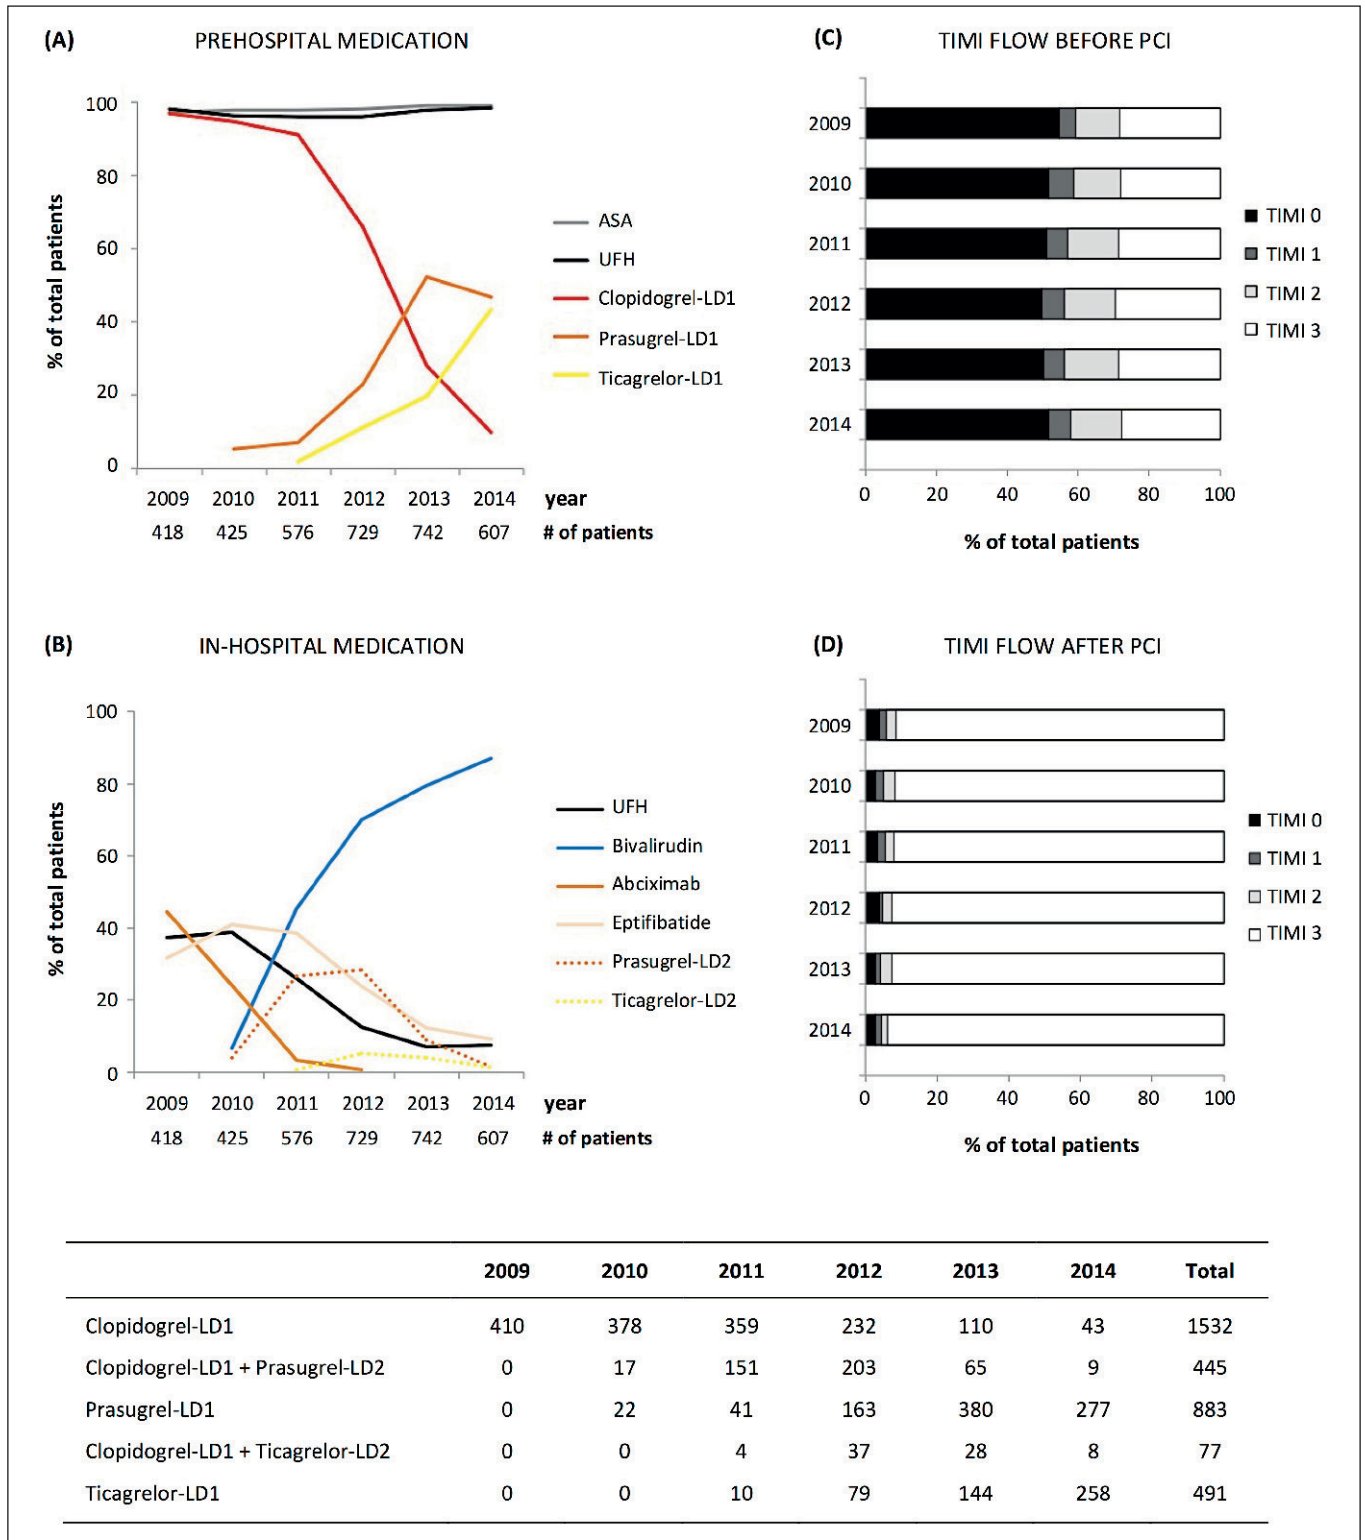 (A) PREHOSPITAL MEDICATION
100
80
60
40
20
0
% of total patients
ASA
UFH
Clopidogrel-LD1
Prasugrel-LD1
Ticagrelor-LD1
2009 2010 2011 2012 2013 2014 year
418 425 576 729 742 607 # of patients
(C) TIMI FLOW BEFORE PCI
2009
2010
2011
2012
2013
2014
TIMI 0
TIMI 1
TIMI 2
TIMI 3
0 20 40 60 80 100
% of total patients
(B) IN-HOSPITAL MEDICATION
100
80
60
40
20
0
% of total patients
UFH
Bivalirudin
Abciximab
Eptifibatide
Prasugrel-LD2
Ticagrelor-LD2
2009 2010 2011 2012 2013 2014 year
418 425 576 729 742 607 # of patients
(D) TIMI FLOW AFTER PCI
2009
2010
2011
2012
2013
2014
TIMI 0
TIMI 1
TIMI 2
TIMI 3
0 20 40 60 80 100
% of total patients
2009 2010 2011 2012 2013 2014 Total
Clopidogrel-LD1 410 378 359 232 110 43 1532
Clopidogrel-LD1 + Prasugrel-LD2 0 17 151 203 65 9 445
Prasugrel-LD1 0 22 41 163 380 277 883
Clopidogrel-LD1 + Ticagrelor-LD2 0 0 4 37 28 8 77
Ticagrelor-LD1 0 0 10 79 144 258 491